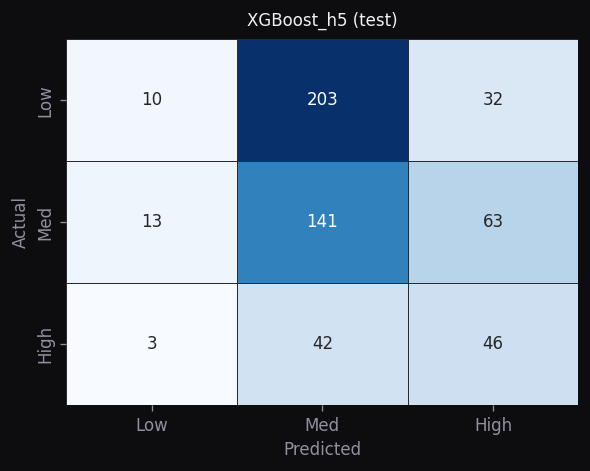 XGBoost_h5 (test)
Actual
Low 10 203 32
Med 13 141 63
High 3 42 46
Low Med High
Predicted